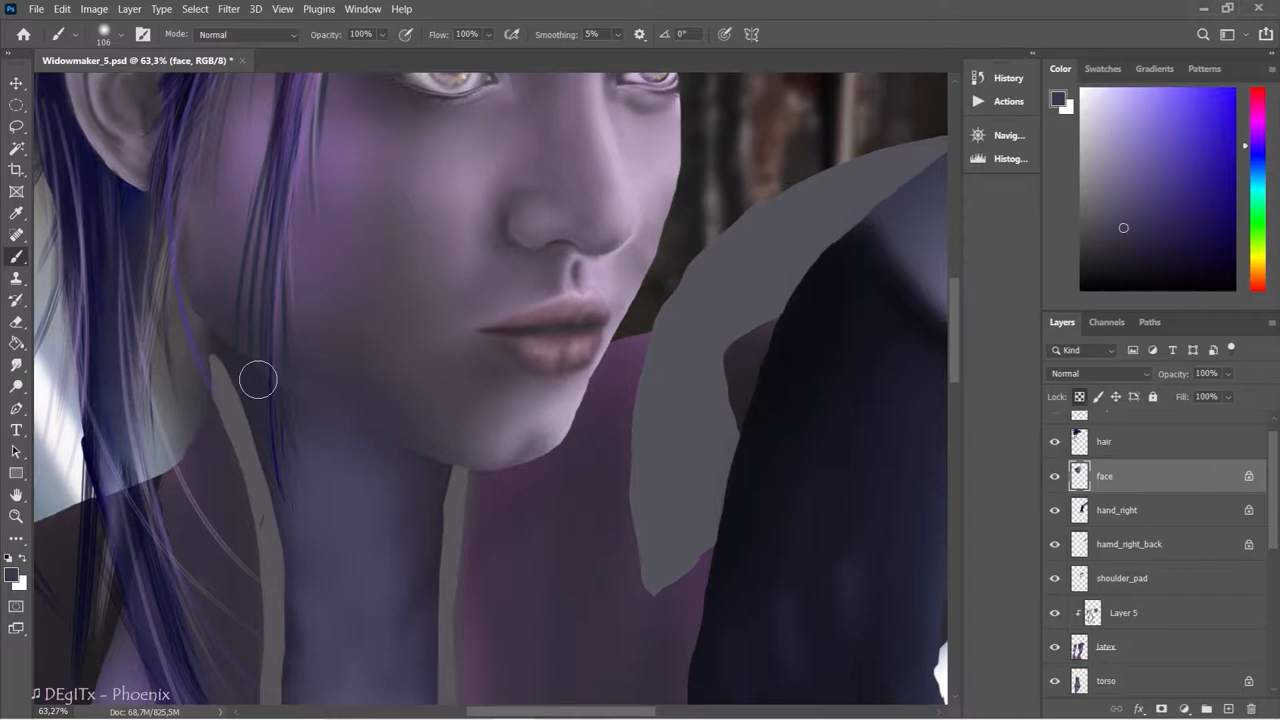 Ps File Edit Image Layer Type Select Filter 3D View Plugins Window Help
106 Mode: Normal Opacity: 100% Flow: 100% Smoothing: 5% 0°
Widowmaker_5.psd @ 63,3% (face, RGB/8) *
History
Actions
Navig...
Histog...
Color Swatches Gradients Patterns
Layers Channels Paths
Kind
Normal Opacity: 100%
Lock: Fill: 100%
hair
face
hand_right
hamd_right_back
shoulder_pad
Layer 5
latex
torso
♫ DEgITx - Phoenix
63,27% Doc: 68,7M/825,5M